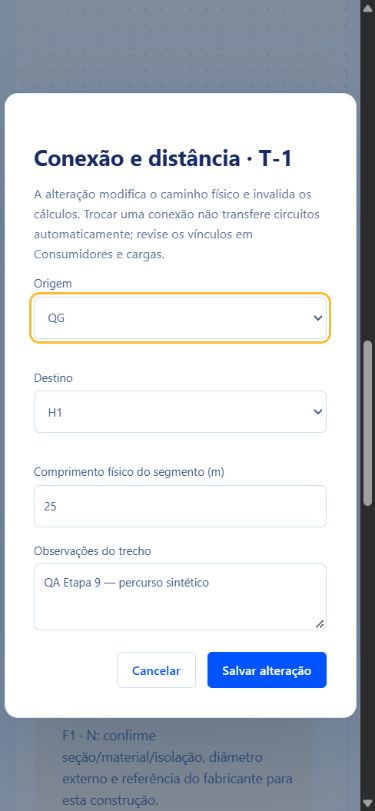 Conexão e distância · T-1
A alteração modifica o caminho físico e invalida os
cálculos. Trocar uma conexão não transfere circuitos
automaticamente; revise os vínculos em
Consumidores e cargas.
Origem
QG
Destino
H1
Comprimento físico do segmento (m)
25
Observações do trecho
QA Etapa 9 — percurso sintético
Cancelar
Salvar alteração
F1 · N: confirme
seção/material/isolação, diâmetro
externo e referência do fabricante para
esta construção.